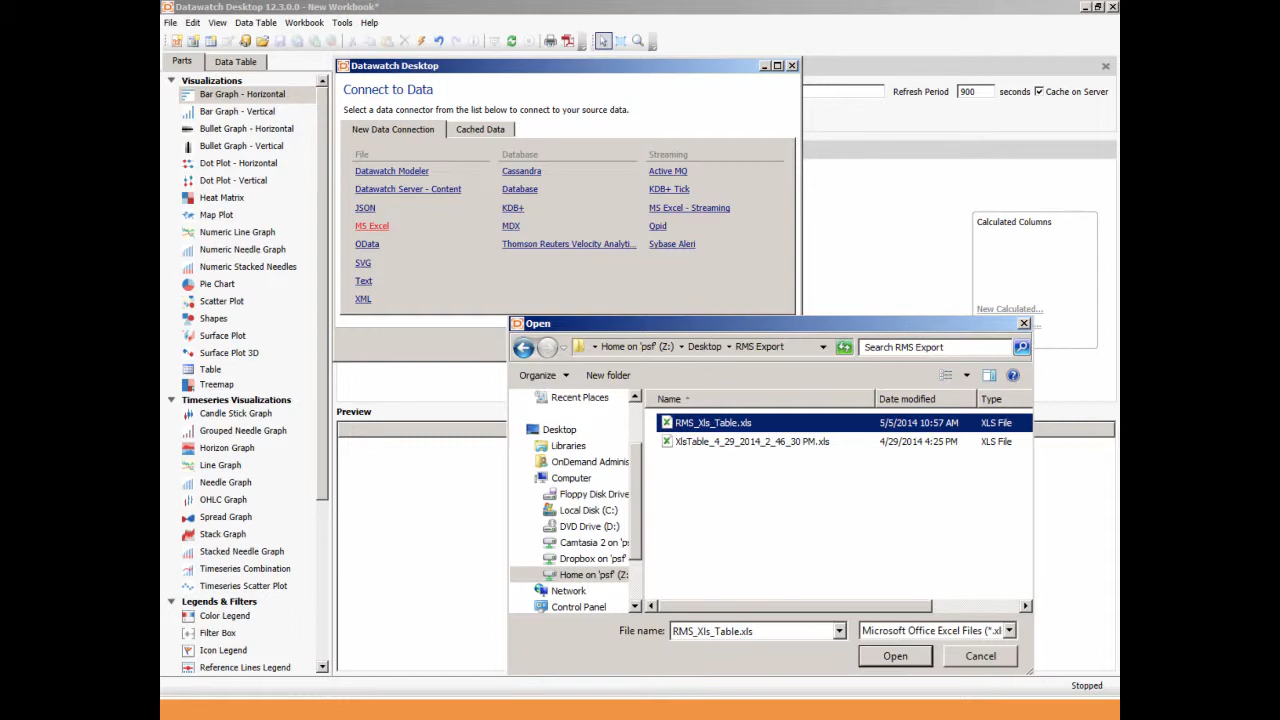 Datawatch Desktop 12.3.0.0 - New Workbook*
File Edit View Data Table Workbook Tools Help
Parts Data Table
Visualizations
Bar Graph - Horizontal
Bar Graph - Vertical
Bullet Graph - Horizontal
Bullet Graph - Vertical
Dot Plot - Horizontal
Dot Plot - Vertical
Heat Matrix
Map Plot
Numeric Line Graph
Numeric Needle Graph
Numeric Stacked Needles
Pie Chart
Scatter Plot
Shapes
Surface Plot
Surface Plot 3D
Table
Treemap
Timeseries Visualizations
Candle Stick Graph
Grouped Needle Graph
Horizon Graph
Line Graph
Needle Graph
OHLC Graph
Spread Graph
Stack Graph
Stacked Needle Graph
Timeseries Combination
Timeseries Scatter Plot
Legends & Filters
Color Legend
Filter Box
Icon Legend
Reference Lines Legend
Datawatch Desktop
Connect to Data
Select a data connector from the list below to connect to your source data.
New Data Connection Cached Data
File Database Streaming
Datawatch Modeler Cassandra Active MQ
Datawatch Server - Content Database KDB+ Tick
JSON KDB+ MS Excel - Streaming
MS Excel MDX Qpid
OData Thomson Reuters Velocity Analyti... Sybase Aleri
SVG
Text
XML
Refresh Period 900 seconds Cache on Server
Calculated Columns
New Calculated...
Preview
Open
Home on 'psf' (Z:) Desktop RMS Export Search RMS Export
Organize New folder
Name Date modified Type
Recent Places
Desktop
Libraries
OnDemand Adminis
Computer
Floppy Disk Drive
Local Disk (C:)
DVD Drive (D:)
Camtasia 2 on 'ps
Dropbox on 'psf'
Home on 'psf' (Z:
Network
Control Panel
RMS_Xls_Table.xls 5/5/2014 10:57 AM XLS File
XlsTable_4_29_2014_2_46_30 PM.xls 4/29/2014 4:25 PM XLS File
File name: RMS_Xls_Table.xls Microsoft Office Excel Files (*.xl
Open Cancel
Stopped